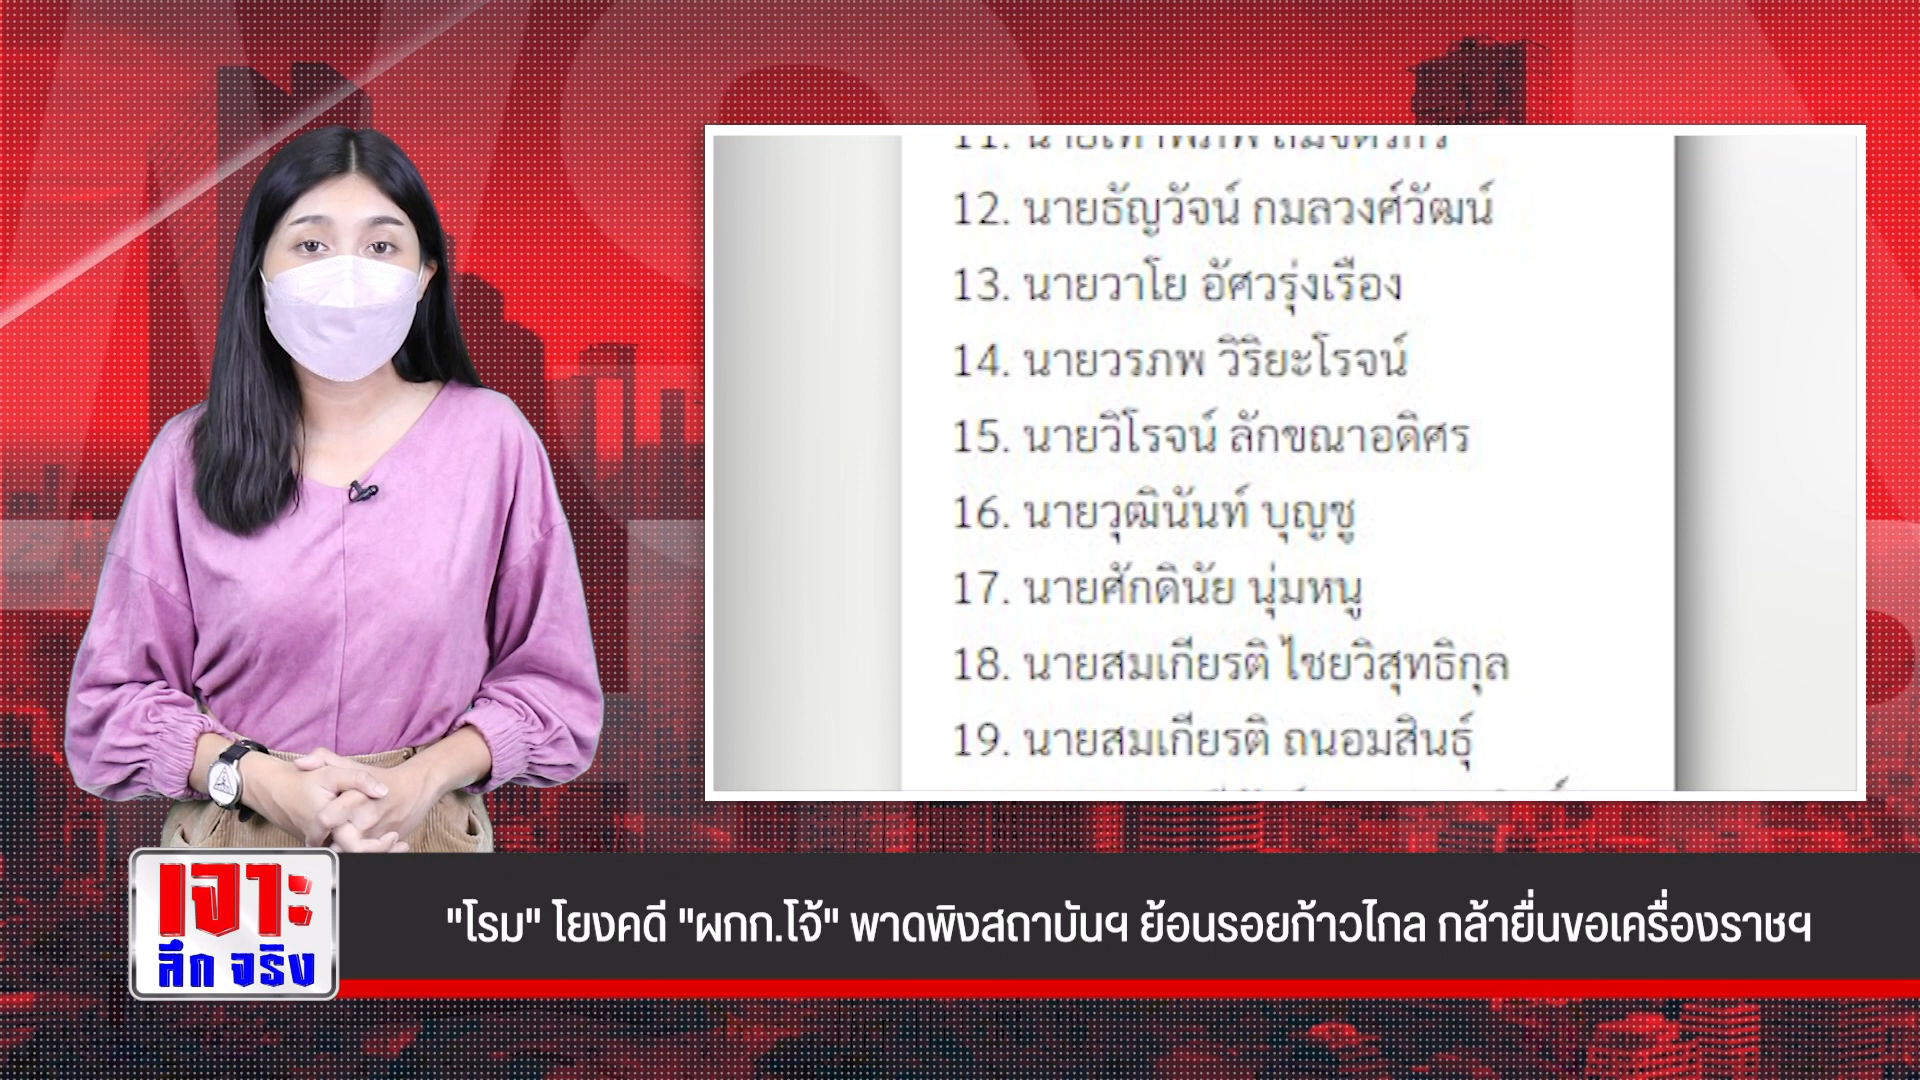 12. นายธัญวัจน์ กมลวงศ์วัฒน์
13. นายวาโย อัศวรุ่งเรือง
14. นายวรภพ วิริยะโรจน์
15. นายวิโรจน์ ลักขณาอดิศร
16. นายวุฒินันท์ บุญชู
17. นายศักดินัย นุ่มหนู
18. นายสมเกียรติ ไชยวิสุทธิกุล
19. นายสมเกียรติ ถนอมสินธุ์
เจาะ
ลึก จริง
"โรม" โยงคดี "ผกก.โจ้" พาดพิงสถาบันฯ ย้อนรอยก้าวไกล กล้ายื่นขอเครื่องราชฯ